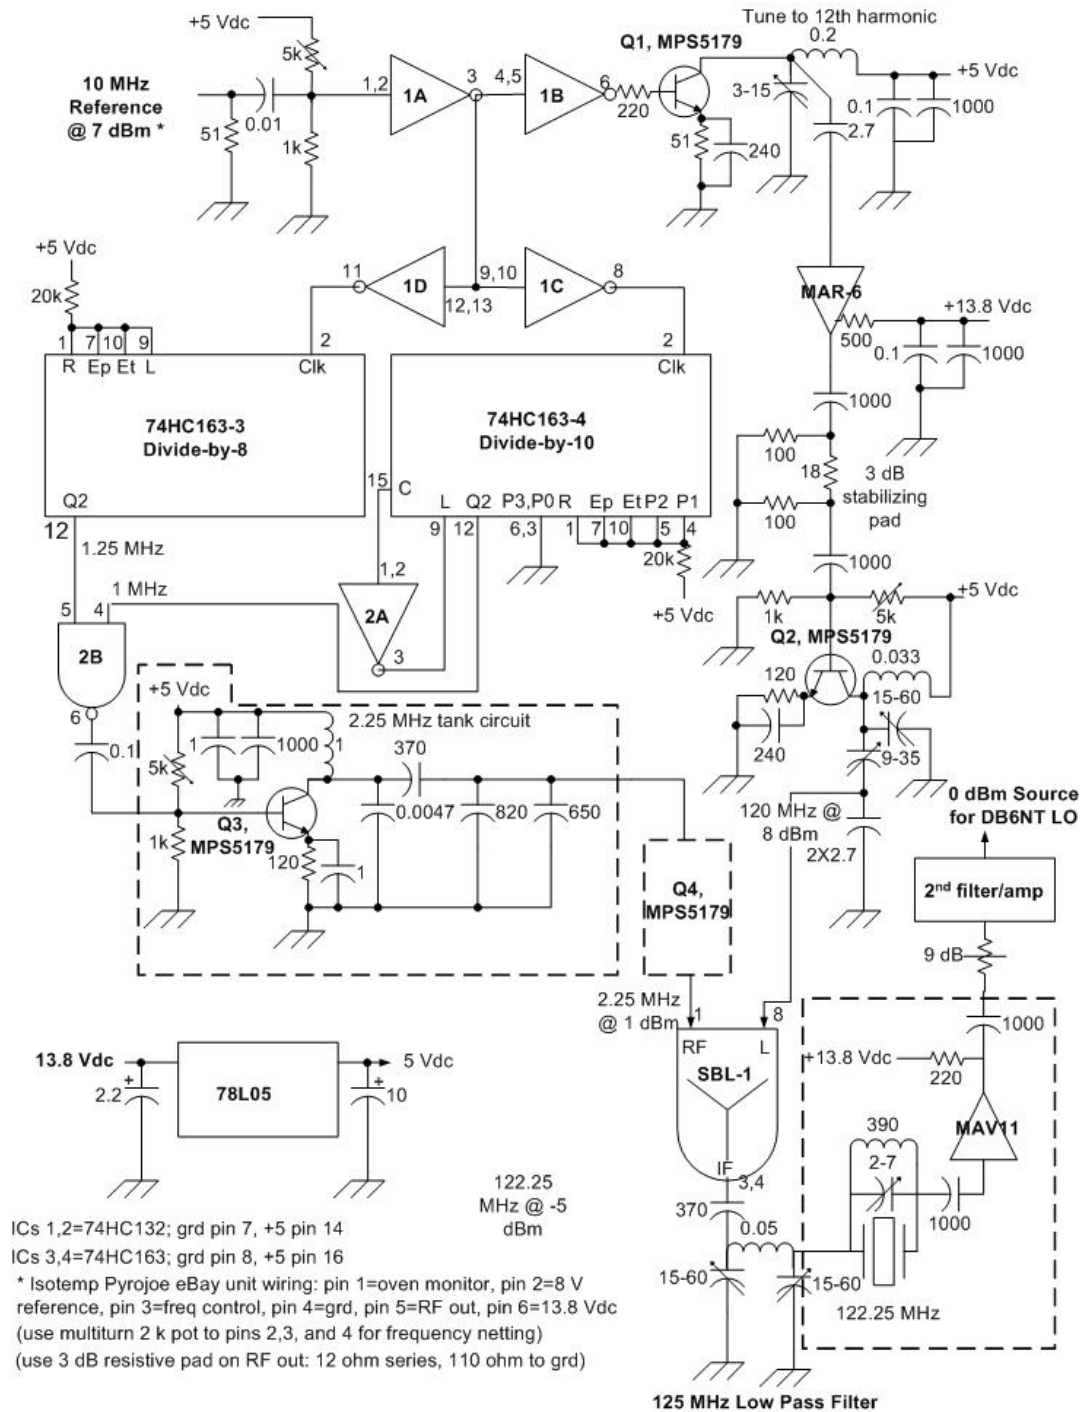 Tune to 12th harmonic
+5 Vdc
0.2
Q1, MPS5179
5k
10 MHz
Reference
@ 7 dBm *
0.01
51
1k
1,2
1A
3
4,5
1B
6
220
51
240
3-15
+5 Vdc
0.1
1000
2.7
+5 Vdc
20k
11
1D
12,13
9,10
1C
8
MAR-6
+13.8 Vdc
500
0.1
1000
1
7
10
9
2
2
R
Ep
Et
L
Clk
Clk
74HC163-3
Divide-by-8
74HC163-4
Divide-by-10
1000
100
18
3 dB
stabilizing
pad
100
Q2
12
15
C
L
Q2
P3,P0
R
Ep
Et
P2
P1
9
12
6,3
1
7
10
5
4
20k
+5 Vdc
1.25 MHz
1 MHz
1,2
2A
3
5
4
2B
6
1000
1k
5k
+5 Vdc
Q2, MPS5179
120
0.033
15-60
240
9-35
+5 Vdc
2.25 MHz tank circuit
0.1
1
1000
1
370
5k
0.0047
820
650
Q3,
MPS5179
1k
120
1
120 MHz @
8 dBm
2X2.7
0 dBm Source
for DB6NT LO
Q4,
MPS5179
2nd filter/amp
9 dB
2.25 MHz
@ 1 dBm
1
8
1000
RF
L
SBL-1
IF
3,4
+13.8 Vdc
220
MAV11
390
2-7
1000
13.8 Vdc
5 Vdc
+
+
2.2
78L05
10
122.25
MHz @ -5
dBm
370
0.05
15-60
15-60
122.25 MHz
ICs 1,2=74HC132; grd pin 7, +5 pin 14
ICs 3,4=74HC163; grd pin 8, +5 pin 16
* Isotemp Pyrojoe eBay unit wiring: pin 1=oven monitor, pin 2=8 V
reference, pin 3=freq control, pin 4=grd, pin 5=RF out, pin 6=13.8 Vdc
(use multiturn 2 k pot to pins 2,3, and 4 for frequency netting)
(use 3 dB resistive pad on RF out: 12 ohm series, 110 ohm to grd)
125 MHz Low Pass Filter